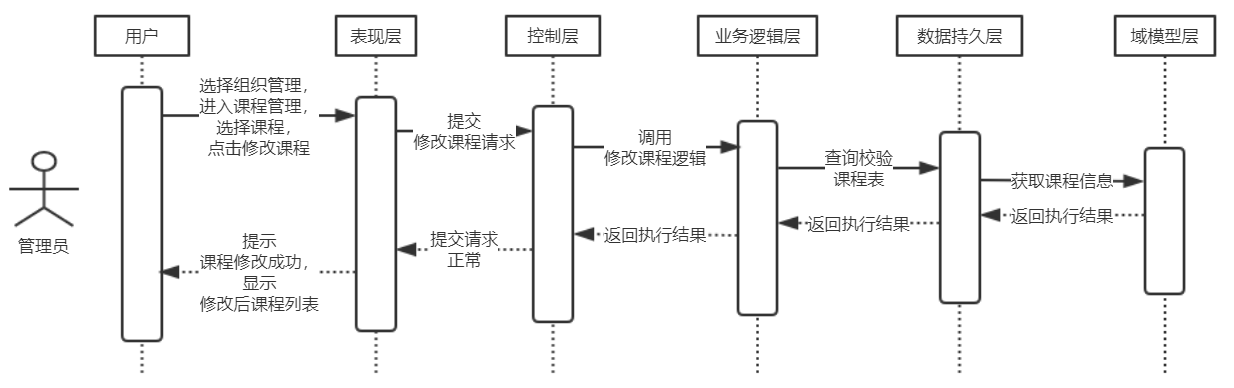 用户
表现层
控制层
业务逻辑层
数据持久层
域模型层
选择组织管理，
进入课程管理，
选择课程，
点击修改课程
提交
修改课程请求
调用
修改课程逻辑
查询校验
课程表
获取课程信息
返回执行结果
返回执行结果
返回执行结果
提交请求
正常
提示
课程修改成功，
显示
修改后课程列表
管理员